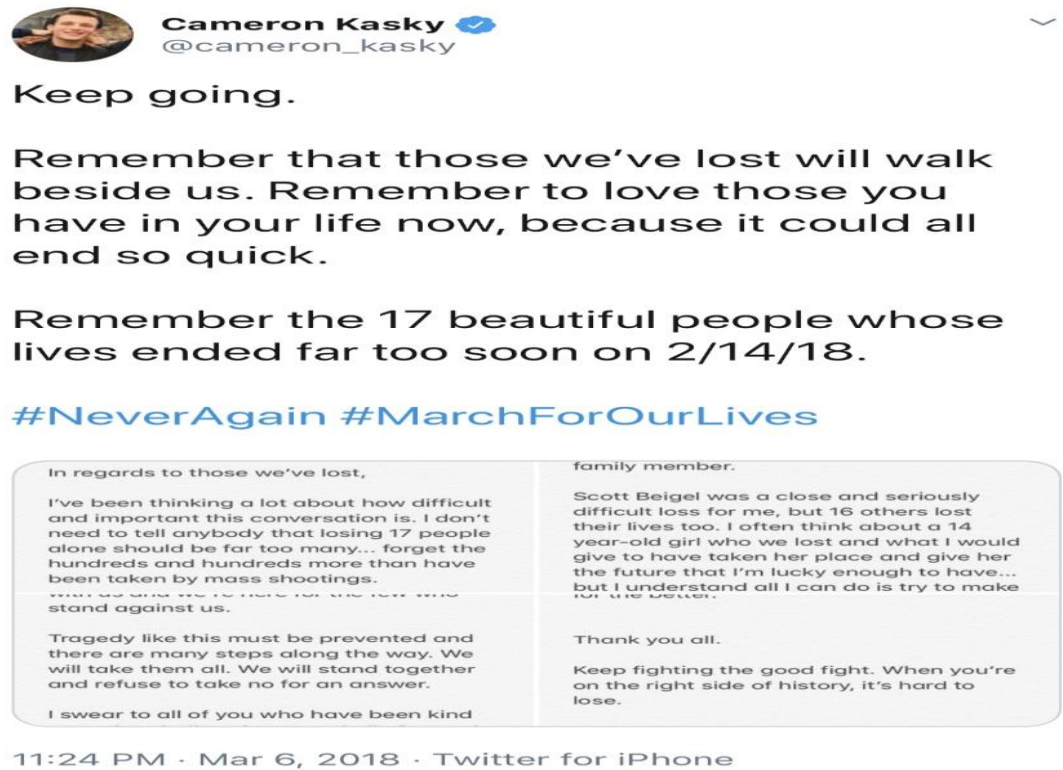 Cameron Kasky
@cameron_kasky
Keep going.
Remember that those we've lost will walk
beside us. Remember to love those you
have in your life now, because it could all
end so quick.
Remember the 17 beautiful people whose
lives ended far too soon on 2/14/18.
#NeverAgain #MarchForOurLives
In regards to those we've lost,
I've been thinking a lot about how difficult
and important this conversation is. I don't
need to tell anybody that losing 17 people
alone should be far too many... forget the
hundreds and hundreds more than have
been taken by mass shootings.
family member.
Scott Beigel was a close and seriously
difficult loss for me, but 16 others lost
their lives too. I often think about a 14
year-old girl who we lost and what I would
give to have taken her place and give her
the future that I'm lucky enough to have...
but I understand all I can do is try to make
stand against us.
Tragedy like this must be prevented and
there are many steps along the way. We
will take them all. We will stand together
and refuse to take no for an answer.
I swear to all of you who have been kind
for the better.
Thank you all.
Keep fighting the good fight. When you're
on the right side of history, it's hard to
lose.
11:24 PM · Mar 6, 2018 · Twitter for iPhone